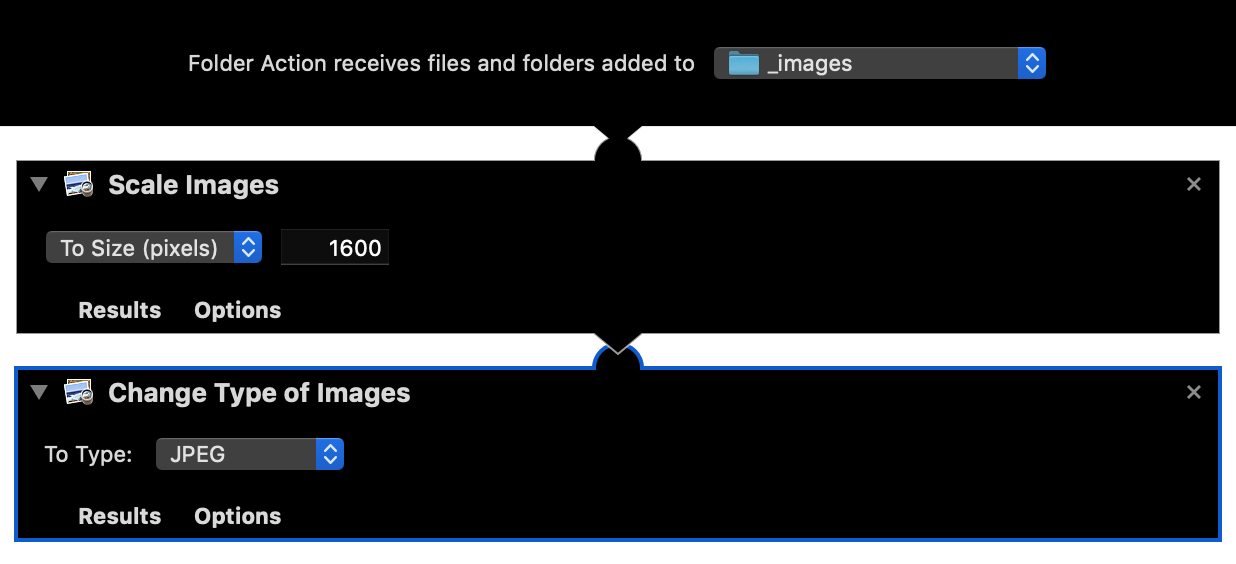 Folder Action receives files and folders added to _images
Scale Images
To Size (pixels) 1600
Results Options
Change Type of Images
To Type: JPEG
Results Options